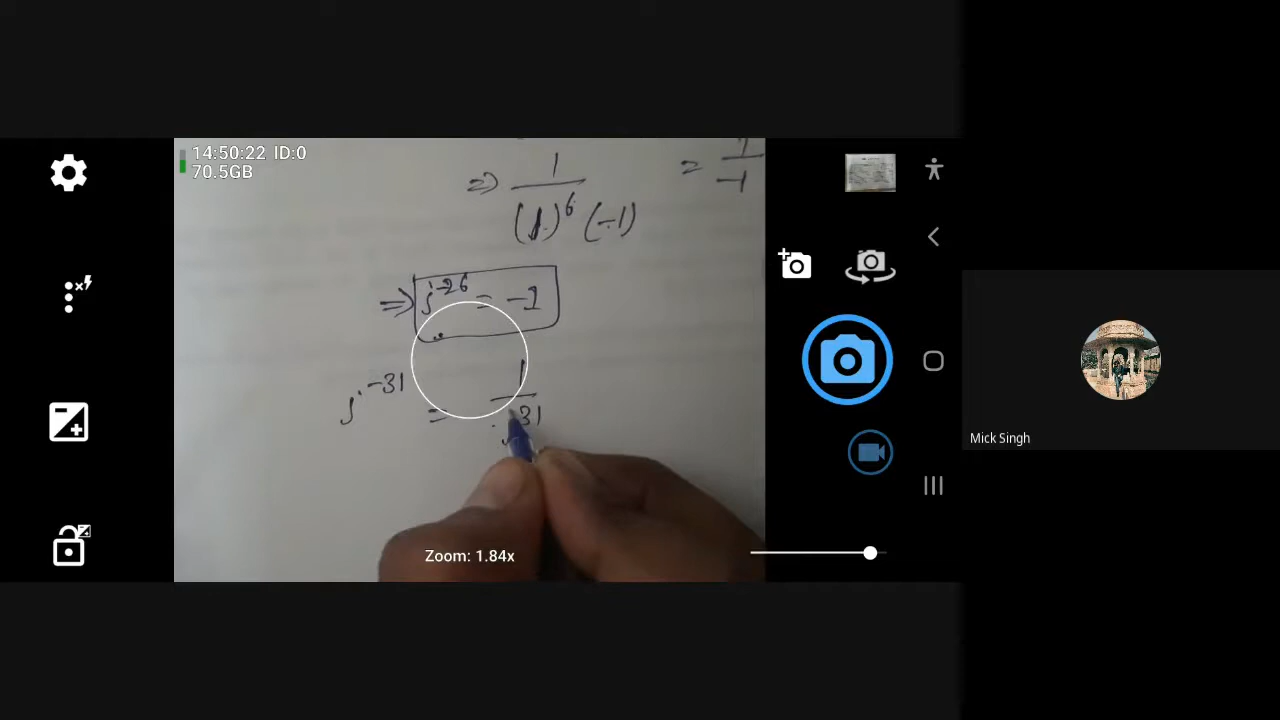 14:50:22 ID:0
70.5GB
⇒ 1/(1)^6 (-1) = 1/-1
⇒ j^-26 = -1
j^-31 = 1/j^31
Zoom: 1.84x
Mick Singh